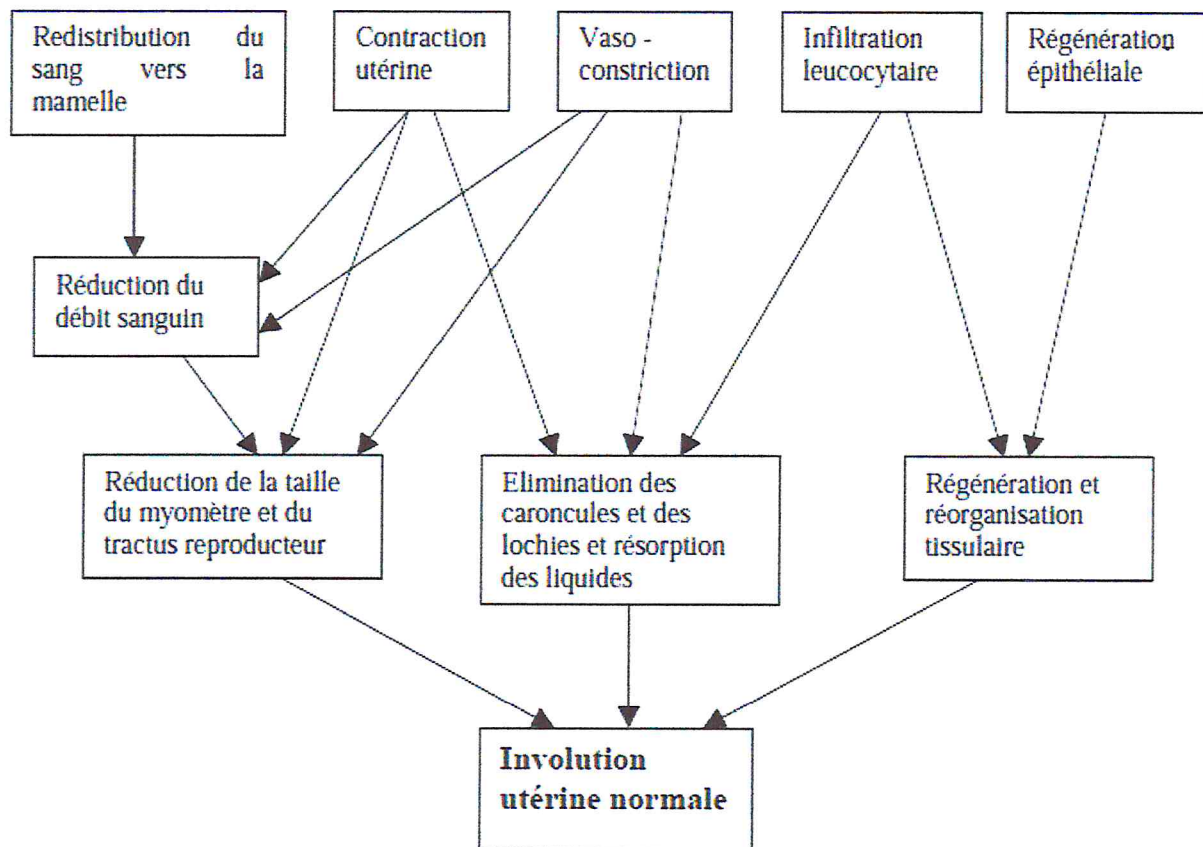 Redistribution du
sang vers la
mamelle
Contraction
utérine
Vaso -
constriction
Infiltration
leucocytaire
Régénération
épithéliale
Réduction du
débit sanguin
Réduction de la taille
du myomètre et du
tractus reproducteur
Elimination des
caroncules et des
lochies et résorption
des liquides
Régénération et
réorganisation
tissulaire
Involution
utérine normale